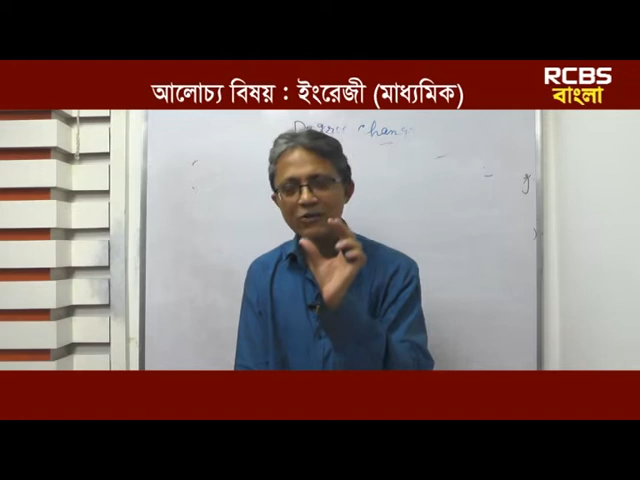 আলোচ্য বিষয় : ইংরেজী (মাধ্যমিক)
RCBS
বাংলা
Degree Change